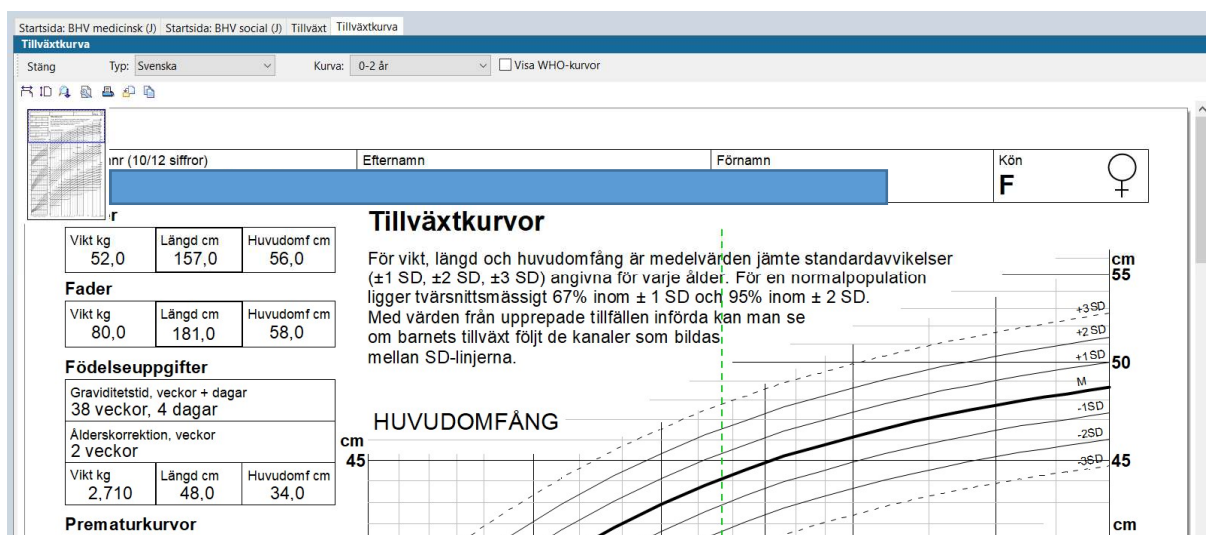 Startsida: BHV medicinsk (J) Startsida: BHV social (J) Tillväxt Tillväxtkurva
Tillväxtkurva
Stäng Typ: Svenska Kurva: 0-2 år Visa WHO-kurvor
nr (10/12 siffror) Efternamn Förnamn Kön
F
r
Vikt kg Längd cm Huvudomf cm
52,0 157,0 56,0
Fader
Vikt kg Längd cm Huvudomf cm
80,0 181,0 58,0
Födelseuppgifter
Graviditetstid, veckor + dagar
38 veckor, 4 dagar
Ålderskorrektion, veckor
2 veckor
Vikt kg Längd cm Huvudomf cm
2,710 48,0 34,0
Prematurkurvor
Tillväxtkurvor
För vikt, längd och huvudomfång är medelvärden jämte standardavvikelser
(±1 SD, ±2 SD, ±3 SD) angivna för varje ålder. För en normalpopulation
ligger tvärsnittsmässigt 67% inom ± 1 SD och 95% inom ± 2 SD.
Med värden från upprepade tillfällen införda kan man se
om barnets tillväxt följt de kanaler som bildas
mellan SD-linjerna.
HUVUDOMFÅNG
cm
45
cm
55
+3SD
+2SD
+1SD
50
M
-1SD
-2SD
-3SD
45
cm